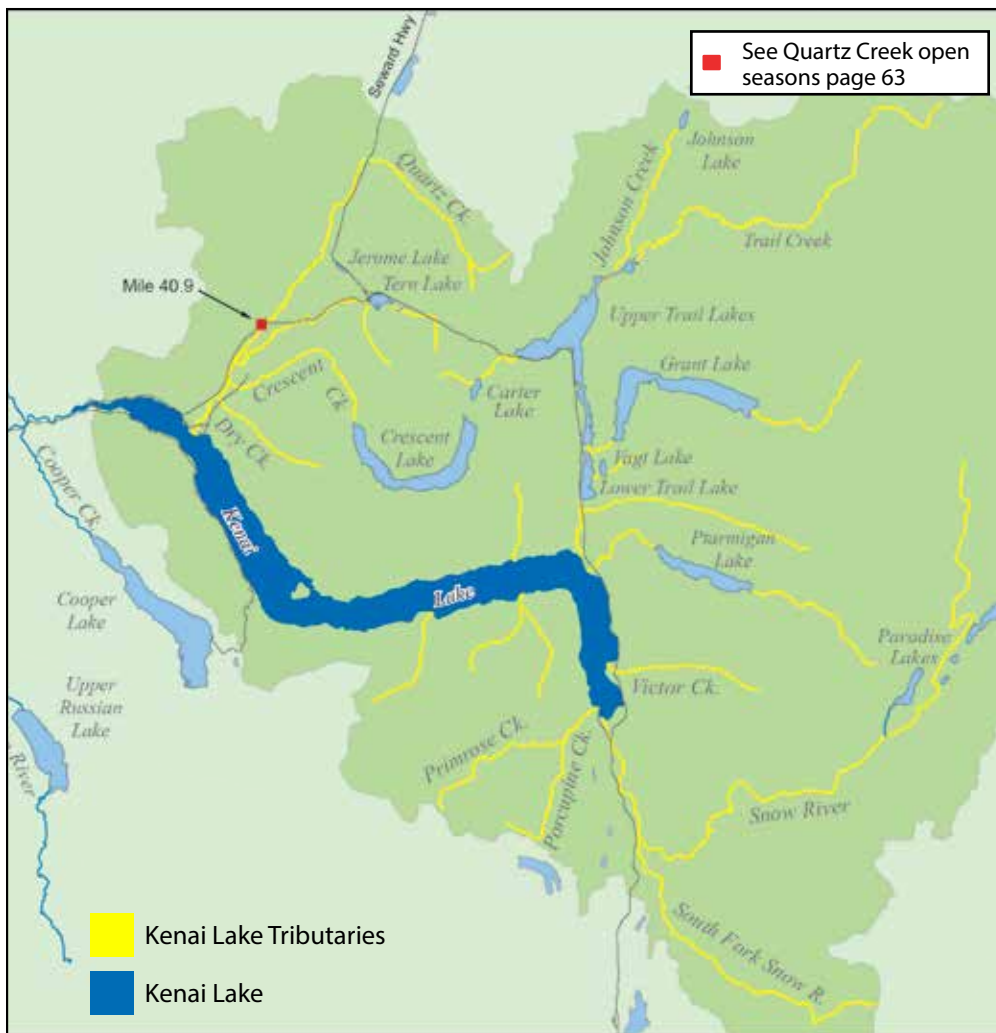 See Quartz Creek open
seasons page 63
Seward Hwy
Johnson
Lake
Johnson Creek
Quartz Ck.
Trail Creek
Jerome Lake
Tern Lake
Mile 40.9
Upper Trail Lakes
Grant Lake
Crescent
Ck
Carter
Lake
Dry Ck.
Crescent
Lake
Vagt Lake
Lower Trail Lake
Cooper Ck.
Kenai
Lake
Ptarmigan
Lake
Cooper
Lake
Paradise
Lakes
Upper
Russian
Lake
Victor Ck.
River
Primrose Ck.
Porcupine Ck.
Snow River
South Fork Snow R.
Kenai Lake Tributaries
Kenai Lake